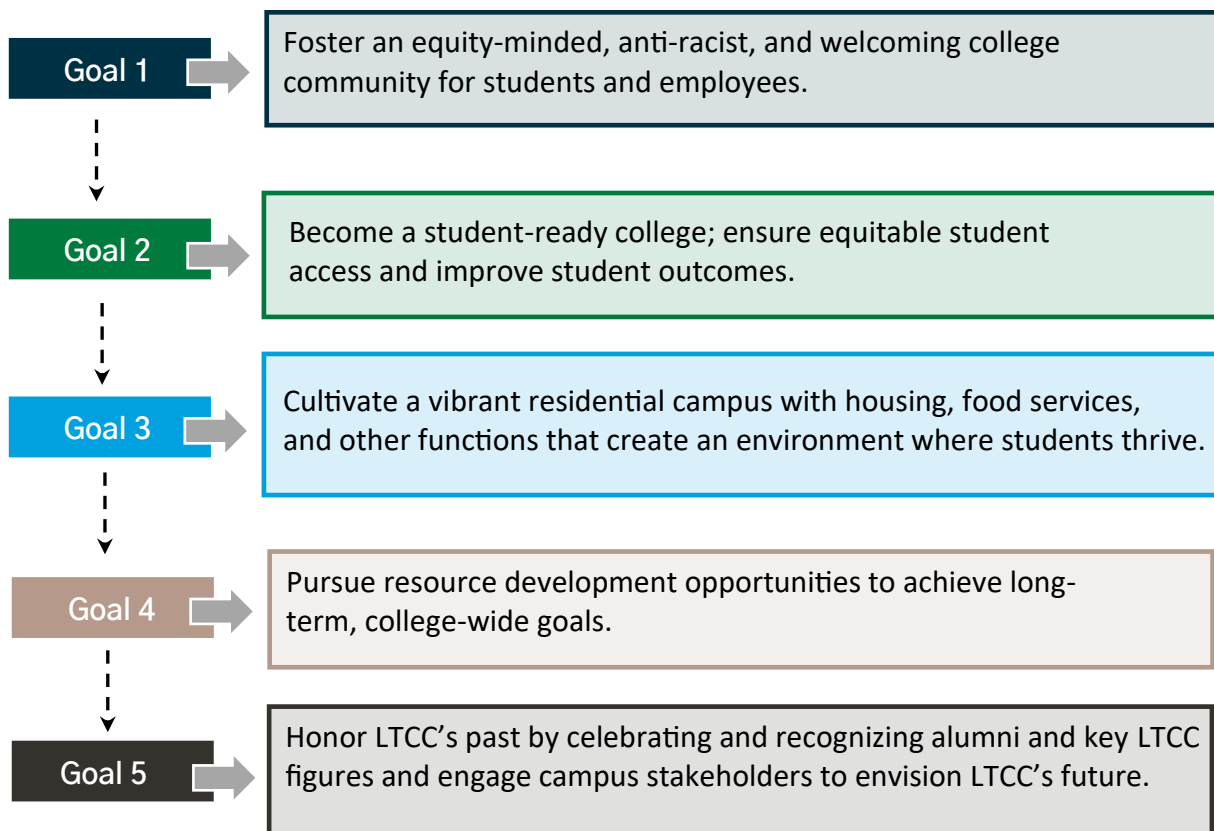 Goal 1
Foster an equity-minded, anti-racist, and welcoming college
community for students and employees.
Goal 2
Become a student-ready college; ensure equitable student
access and improve student outcomes.
Goal 3
Cultivate a vibrant residential campus with housing, food services,
and other functions that create an environment where students thrive.
Goal 4
Pursue resource development opportunities to achieve long-
term, college-wide goals.
Goal 5
Honor LTCC’s past by celebrating and recognizing alumni and key LTCC
figures and engage campus stakeholders to envision LTCC’s future.